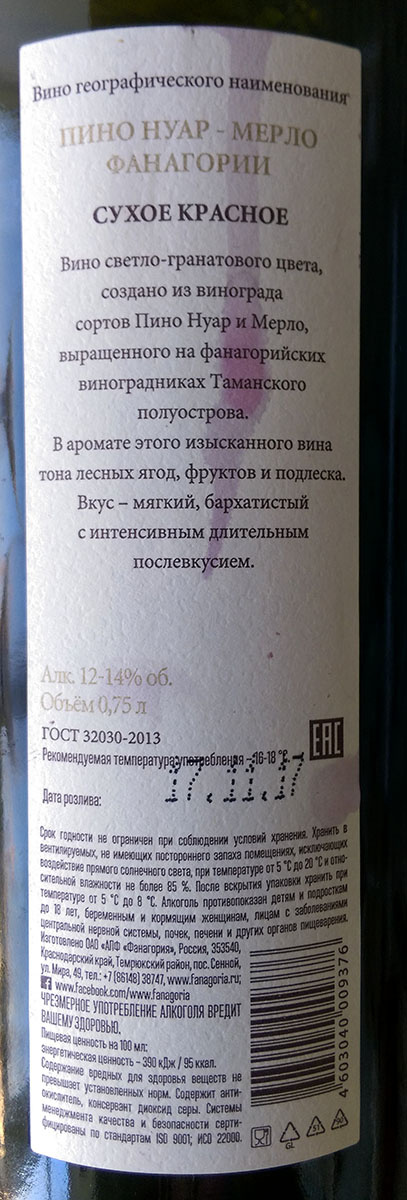 Вино географического наименования
ПИНО НУАР - МЕРЛО
ФАНАГОРИИ
СУХОЕ КРАСНОЕ
Вино светло-гранатового цвета,
создано из винограда
сортов Пино Нуар и Мерло,
выращенного на фанагорийских
виноградниках Таманского
полуострова.
В аромате этого изысканного вина
тона лесных ягод, фруктов и подлеска.
Вкус – мягкий, бархатистый
с интенсивным длительным
послевкусием.
Алк. 12-14% об.
Объём 0,75 л
ГОСТ 32030-2013
EAC
Рекомендуемая температура употребления – 16-18 °С
17.11.17
Дата розлива:
Срок годности не ограничен при соблюдении условий хранения. Хранить в
вентилируемых, не имеющих постороннего запаха помещениях, исключающих
воздействие прямого солнечного света, при температуре от 5 °С до 20 °С и отно-
сительной влажности не более 85 %. После вскрытия упаковки хранить при
температуре от 5 °С до 8 °С. Алкоголь противопоказан детям и подросткам
до 18 лет, беременным и кормящим женщинам, лицам с заболеваниями
центральной нервной системы, почек, печени и других органов пищеварения.
Изготовлено ОАО «АПФ «Фанагория», Россия, 353540,
Краснодарский край, Темрюкский район, пос. Сенной,
ул. Мира, 49, тел.: +7 (86148) 38747, www.fanagoria.ru;
f www.facebook.com/www.fanagoria
ЧРЕЗМЕРНОЕ УПОТРЕБЛЕНИЕ АЛКОГОЛЯ ВРЕДИТ
ВАШЕМУ ЗДОРОВЬЮ.
Пищевая ценность на 100 мл:
энергетическая ценность – 390 кДж / 95 ккал.
Содержание вредных для здоровья веществ не
превышает установленных норм. Содержит анти-
окислитель, консервант диоксид серы. Системы
менеджмента качества и безопасности серти-
фицированы по стандартам ISO 9001; ИСО 22000.
4 603040 009376
GL
51
90